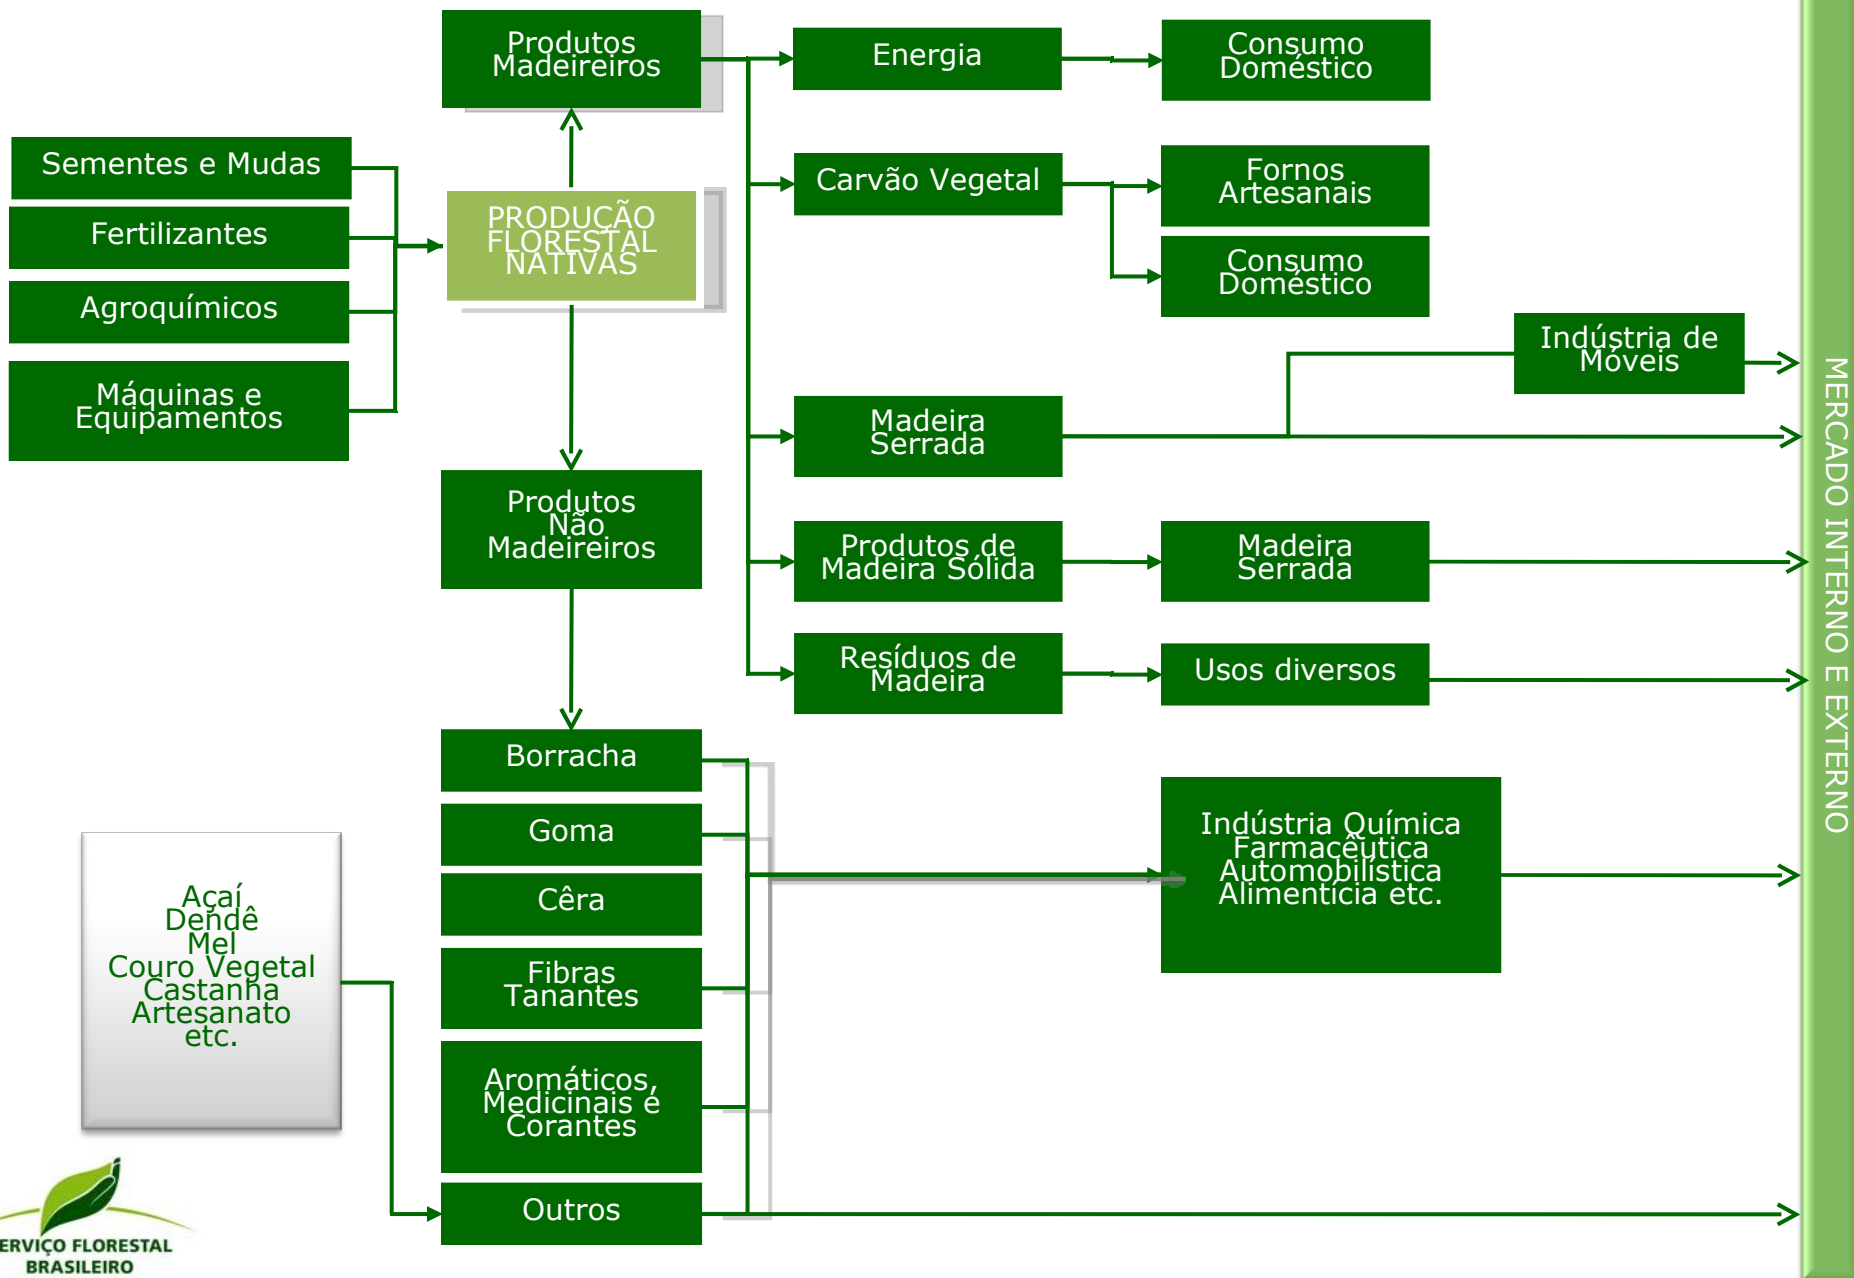 Produtos
Madeireiros
Energia
Consumo
Doméstico
Sementes e Mudas
Fertilizantes
Agroquímicos
Máquinas e
Equipamentos
PRODUÇÃO
FLORESTAL
NATIVAS
Carvão Vegetal
Fornos
Artesanais
Consumo
Doméstico
Indústria de
Móveis
Madeira
Serrada
Produtos
Não
Madeireiros
Produtos de
Madeira Sólida
Madeira
Serrada
Resíduos de
Madeira
Usos diversos
Borracha
Goma
Cêra
Fibras
Tanantes
Aromáticos,
Medicinais e
Corantes
Outros
Indústria Química
Farmacêutica
Automobilística
Alimentícia etc.
Açaí
Dendê
Mel
Couro Vegetal
Castanha
Artesanato
etc.
MERCADO INTERNO E EXTERNO
ERVIÇO FLORESTAL
BRASILEIRO